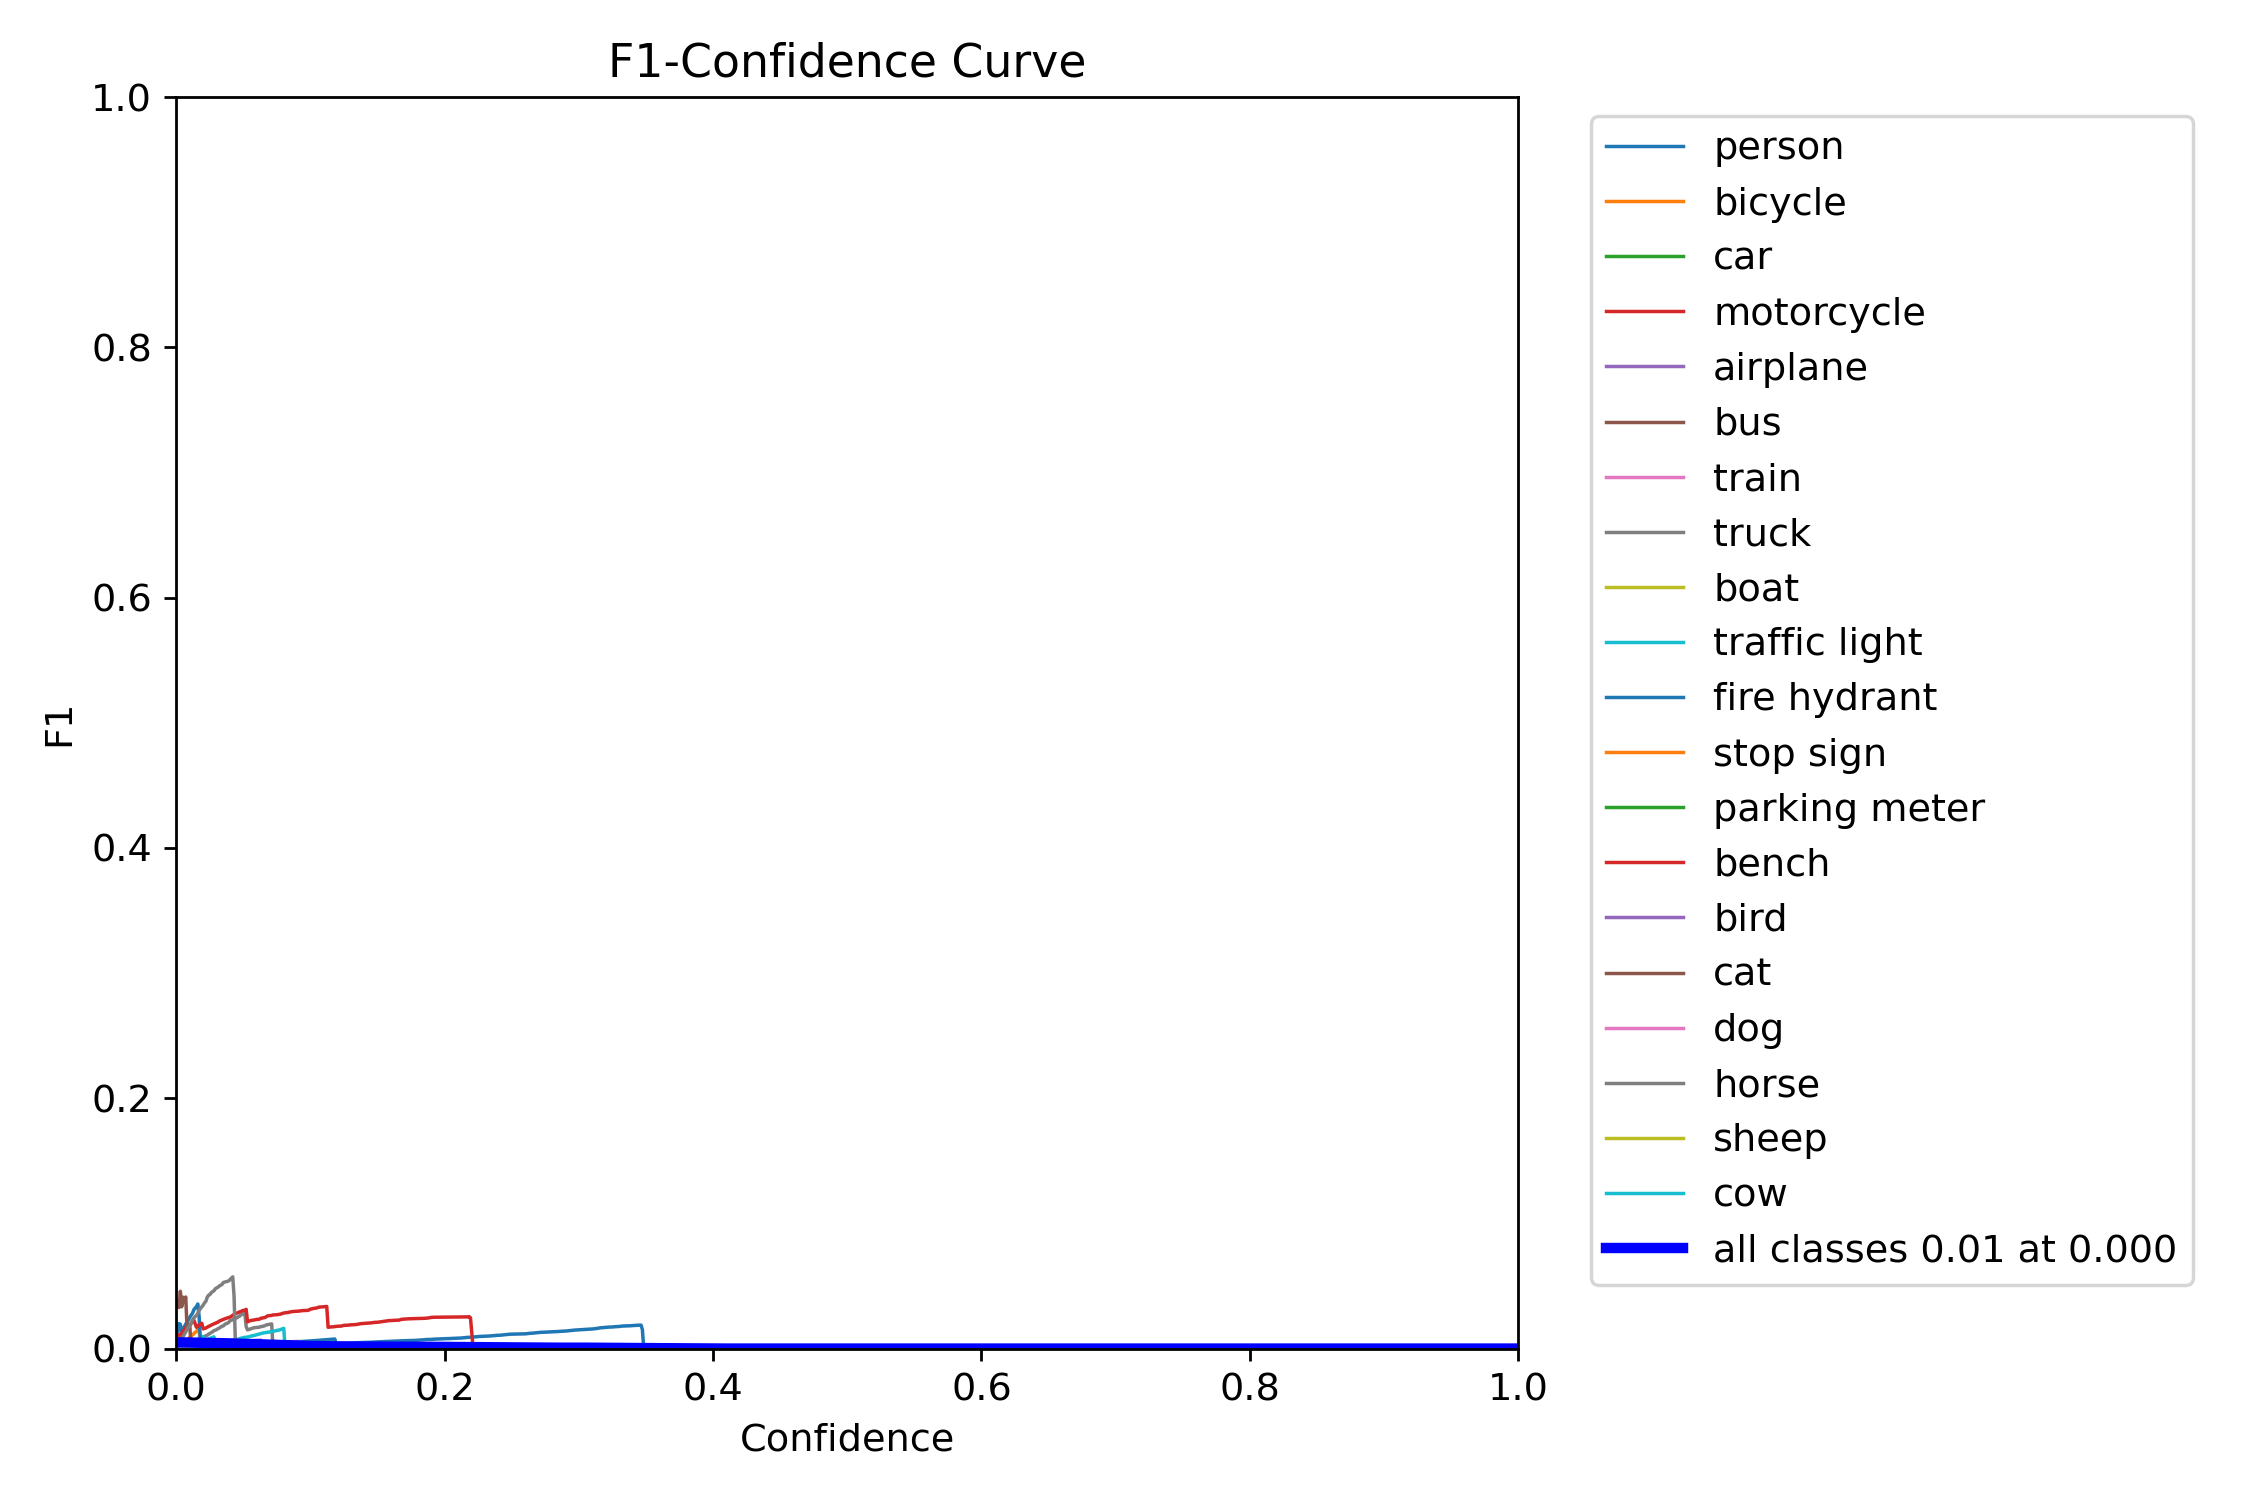 F1-Confidence Curve
1.0
0.8
0.6
0.4
0.2
0.0
F1
0.0 0.2 0.4 0.6 0.8 1.0
Confidence
person
bicycle
car
motorcycle
airplane
bus
train
truck
boat
traffic light
fire hydrant
stop sign
parking meter
bench
bird
cat
dog
horse
sheep
cow
all classes 0.01 at 0.000